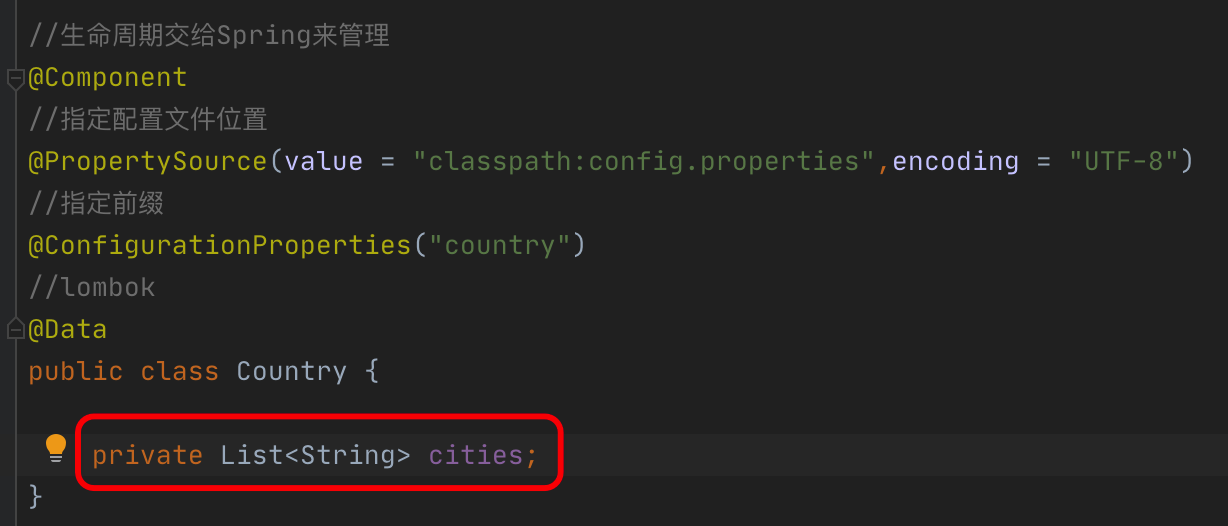 //生命周期交给Spring来管理
@Component
//指定配置文件位置
@PropertySource(value = "classpath:config.properties",encoding = "UTF-8")
//指定前缀
@ConfigurationProperties("country")
//lombok
@Data
public class Country {
private List<String> cities;
}